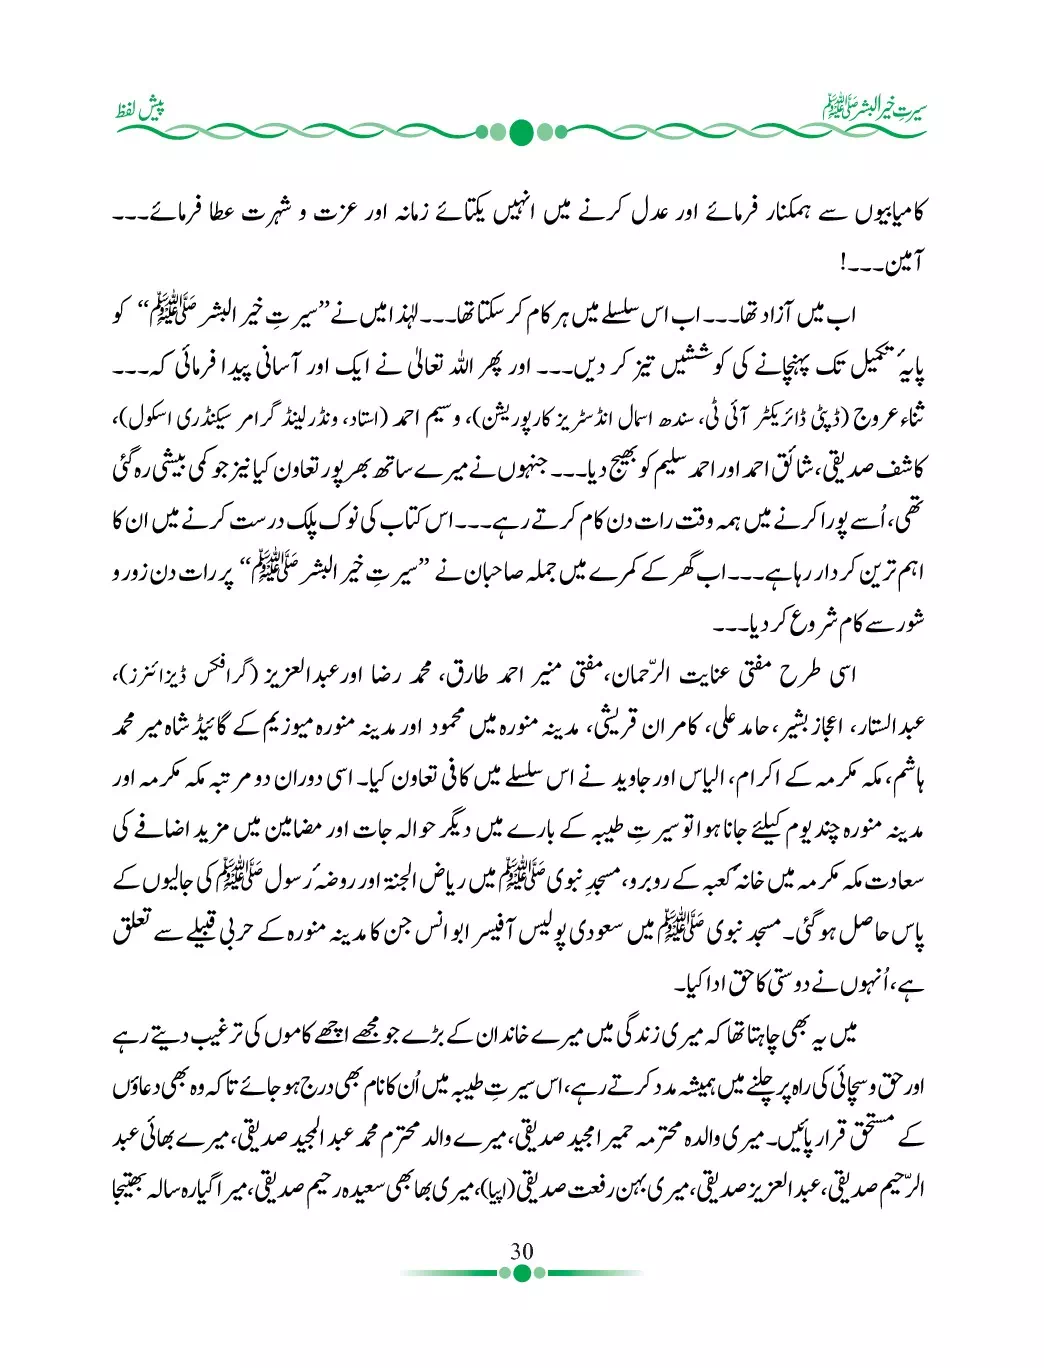 سیرتِ خیر البشر ﷺ
پیش لفظ
کامیابیوں سے ہمکنار فرمائے اور عدل کرنے میں انہیں یکتائے زمانہ اور عزت و شہرت عطا فرمائے۔۔۔
آمین۔۔۔!
اب میں آزاد تھا۔۔۔ اب اس سلسلے میں ہر کام کر سکتا تھا۔۔۔ لہٰذا میں نے ”سیرتِ خیر البشر ﷺ“ کو
پایۂ تکمیل تک پہنچانے کی کوششیں تیز کر دیں۔۔۔ اور پھر اللہ تعالیٰ نے ایک اور آسانی پیدا فرمائی کہ۔۔۔
ثناء عروج (ڈپٹی ڈائریکٹر آئی ٹی، سندھ اسمال انڈسٹریز کارپوریشن)، وسیم احمد (استاد، ونڈر لینڈ گرامر سیکنڈری اسکول)،
کاشف صدیقی، شائق احمد اور احمد سلیم کو بھیج دیا۔۔۔ جنہوں نے میرے ساتھ بھرپور تعاون کیا نیز جو کمی بیشی رہ گئی
تھی، اُسے پورا کرنے میں ہمہ وقت رات دن کام کرتے رہے۔۔۔ اس کتاب کی نوک پلک درست کرنے میں ان کا
اہم ترین کردار رہا ہے۔۔۔ اب گھر کے کمرے میں جملہ صاحبان نے ”سیرتِ خیر البشر ﷺ“ پر رات دن زور و
شور سے کام شروع کر دیا۔۔۔
اسی طرح مفتی عنایت الرّحمان، مفتی منیر احمد طارق، محمد رضا اور عبدالعزیز (گرافکس ڈیزائنرز)،
عبدالستار، اعجاز بشیر، حامد علی، کامران قریشی، مدینہ منورہ میں محمود اور مدینہ منورہ میوزیم کے گائیڈ شاہ میر محمد
ہاشم، مکہ مکرمہ کے اکرام، الیاس اور جاوید نے اس سلسلے میں کافی تعاون کیا۔ اسی دوران دو مرتبہ مکہ مکرمہ اور
مدینہ منورہ چند یوم کیلئے جانا ہوا تو سیرتِ طیبہ کے بارے میں دیگر حوالہ جات اور مضامین میں مزید اضافے کی
سعادت مکہ مکرمہ میں خانۂ کعبہ کے روبرو، مسجدِ نبوی ﷺ میں ریاض الجنۃ اور روضۂ رسول ﷺ کی جالیوں کے
پاس حاصل ہو گئی۔ مسجد نبوی ﷺ میں سعودی پولیس آفیسر ابو انس جن کا مدینہ منورہ کے حربی قبیلے سے تعلق
ہے، اُنہوں نے دوستی کا حق ادا کیا۔
میں یہ بھی چاہتا تھا کہ میری زندگی میں میرے خاندان کے بڑے جو مجھے اچھے کاموں کی ترغیب دیتے رہے
اور حق و سچائی کی راہ پر چلنے میں ہمیشہ مدد کرتے رہے، اس سیرتِ طیبہ میں اُن کا نام بھی درج ہو جائے تاکہ وہ بھی دعاؤں
کے مستحق قرار پائیں۔ میری والدہ محترمہ حمیرا مجید صدیقی، میرے والد محترم محمد عبد المجید صدیقی، میرے بھائی عبد
الرّحیم صدیقی، عبد العزیز صدیقی، میری بہن رفعت صدیقی (اپیا)، میری بھابھی سعیدہ رحیم صدیقی، میرا گیارہ سالہ بھتیجا
30